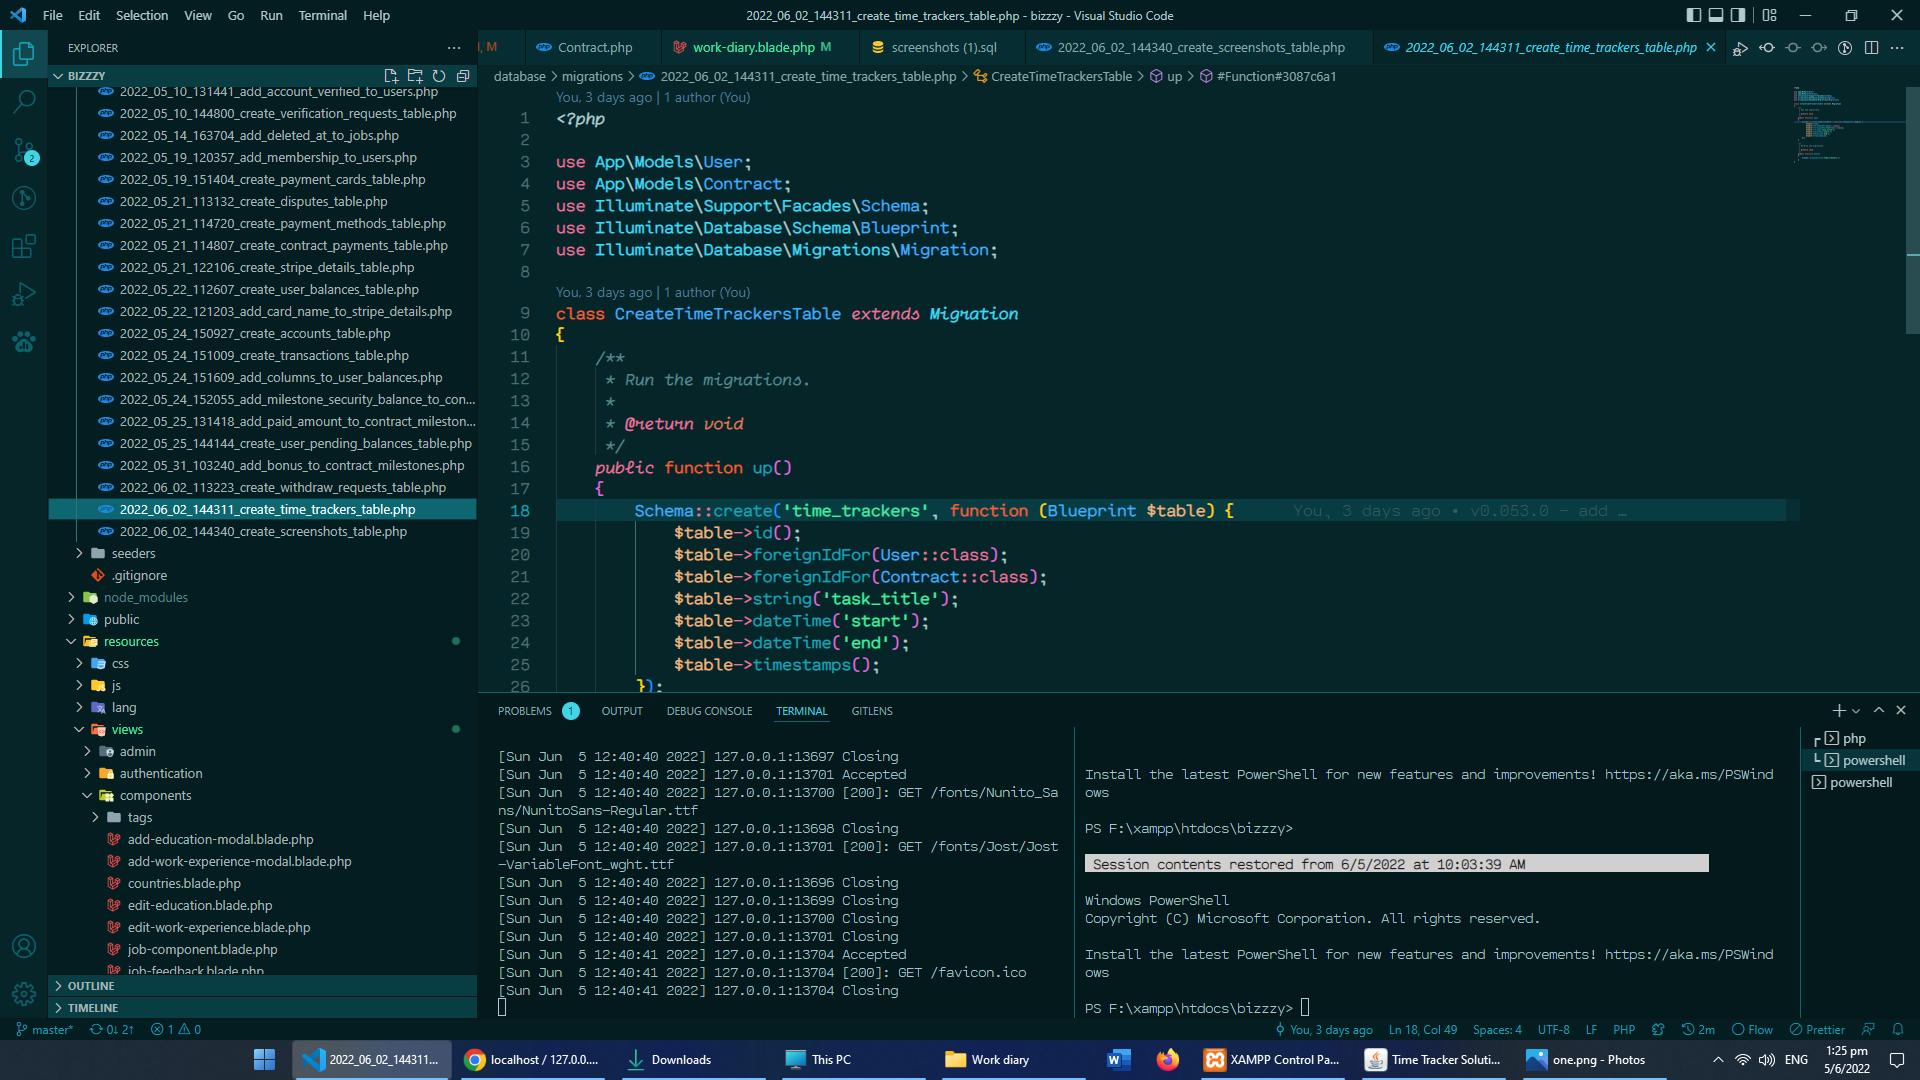 File Edit Selection View Go Run Terminal Help
2022_06_02_144311_create_time_trackers_table.php - bizzzy - Visual Studio Code
EXPLORER
BIZZZY
2022_05_10_131441_add_account_verified_to_users.php
2022_05_10_144800_create_verification_requests_table.php
2022_05_14_163704_add_deleted_at_to_jobs.php
2022_05_19_120357_add_membership_to_users.php
2022_05_19_151404_create_payment_cards_table.php
2022_05_21_113132_create_disputes_table.php
2022_05_21_114720_create_payment_methods_table.php
2022_05_21_114807_create_contract_payments_table.php
2022_05_21_122106_create_stripe_details_table.php
2022_05_22_112607_create_user_balances_table.php
2022_05_22_121203_add_card_name_to_stripe_details.php
2022_05_24_150927_create_accounts_table.php
2022_05_24_151009_create_transactions_table.php
2022_05_24_151609_add_columns_to_user_balances.php
2022_05_24_152055_add_milestone_security_balance_to_con...
2022_05_25_131418_add_paid_amount_to_contract_mileston...
2022_05_25_144144_create_user_pending_balances_table.php
2022_05_31_103240_add_bonus_to_contract_milestones.php
2022_06_02_113223_create_withdraw_requests_table.php
2022_06_02_144311_create_time_trackers_table.php
2022_06_02_144340_create_screenshots_table.php
seeders
.gitignore
node_modules
public
resources
css
js
lang
views
admin
authentication
components
tags
add-education-modal.blade.php
add-work-experience-modal.blade.php
countries.blade.php
edit-education.blade.php
edit-work-experience.blade.php
job-component.blade.php
job-feedback.blade.php
OUTLINE
TIMELINE
2
M
Contract.php
work-diary.blade.php M
screenshots (1).sql
2022_06_02_144340_create_screenshots_table.php
2022_06_02_144311_create_time_trackers_table.php
database > migrations > 2022_06_02_144311_create_time_trackers_table.php > CreateTimeTrackersTable > up > #Function#3087c6a1
You, 3 days ago | 1 author (You)
1 <?php
2
3 use App\Models\User;
4 use App\Models\Contract;
5 use Illuminate\Support\Facades\Schema;
6 use Illuminate\Database\Schema\Blueprint;
7 use Illuminate\Database\Migrations\Migration;
8
You, 3 days ago | 1 author (You)
9 class CreateTimeTrackersTable extends Migration
10 {
11 /**
12 * Run the migrations.
13 *
14 * @return void
15 */
16 public function up()
17 {
18 Schema::create('time_trackers', function (Blueprint $table) { You, 3 days ago • v0.053.0 - add …
19 $table->id();
20 $table->foreignIdFor(User::class);
21 $table->foreignIdFor(Contract::class);
22 $table->string('task_title');
23 $table->dateTime('start');
24 $table->dateTime('end');
25 $table->timestamps();
26 });
PROBLEMS 1 OUTPUT DEBUG CONSOLE TERMINAL GITLENS
[Sun Jun  5 12:40:40 2022] 127.0.0.1:13697 Closing
[Sun Jun  5 12:40:40 2022] 127.0.0.1:13701 Accepted
[Sun Jun  5 12:40:40 2022] 127.0.0.1:13700 [200]: GET /fonts/Nunito_Sa
ns/NunitoSans-Regular.ttf
[Sun Jun  5 12:40:40 2022] 127.0.0.1:13698 Closing
[Sun Jun  5 12:40:40 2022] 127.0.0.1:13701 [200]: GET /fonts/Jost/Jost
-VariableFont_wght.ttf
[Sun Jun  5 12:40:40 2022] 127.0.0.1:13696 Closing
[Sun Jun  5 12:40:40 2022] 127.0.0.1:13699 Closing
[Sun Jun  5 12:40:40 2022] 127.0.0.1:13700 Closing
[Sun Jun  5 12:40:40 2022] 127.0.0.1:13701 Closing
[Sun Jun  5 12:40:41 2022] 127.0.0.1:13704 Accepted
[Sun Jun  5 12:40:41 2022] 127.0.0.1:13704 [200]: GET /favicon.ico
[Sun Jun  5 12:40:41 2022] 127.0.0.1:13704 Closing
Install the latest PowerShell for new features and improvements! https://aka.ms/PSWind
ows
PS F:\xampp\htdocs\bizzzy>
Session contents restored from 6/5/2022 at 10:03:39 AM
Windows PowerShell
Copyright (C) Microsoft Corporation. All rights reserved.
Install the latest PowerShell for new features and improvements! https://aka.ms/PSWind
ows
PS F:\xampp\htdocs\bizzzy>
php
powershell
powershell
master* 0↓ 2↑ 1 0
You, 3 days ago Ln 18, Col 49 Spaces: 4 UTF-8 LF PHP 2m Flow Prettier
2022_06_02_144311...
localhost / 127.0.0....
Downloads
This PC
Work diary
XAMPP Control Pa...
Time Tracker Soluti...
one.png - Photos
ENG
1:25 pm
5/6/2022